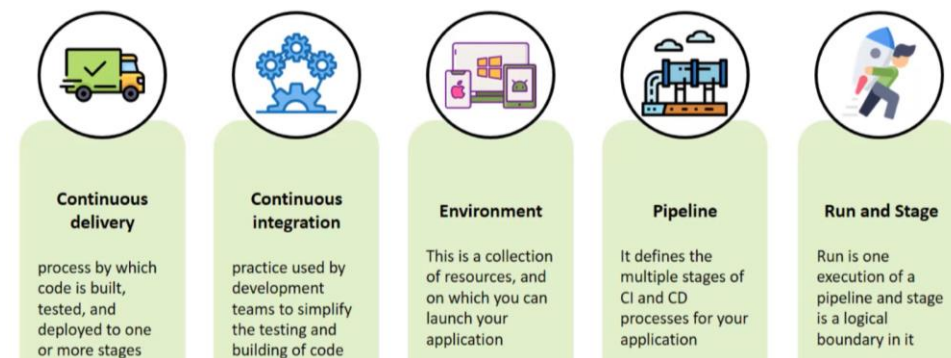 Continuous
delivery
process by which
code is built,
tested, and
deployed to one
or more stages
Continuous
integration
practice used by
development
teams to simplify
the testing and
building of code
Environment
This is a collection
of resources, and
on which you can
launch your
application
Pipeline
It defines the
multiple stages of
CI and CD
processes for your
application
Run and Stage
Run is one
execution of a
pipeline and stage
is a logical
boundary in it